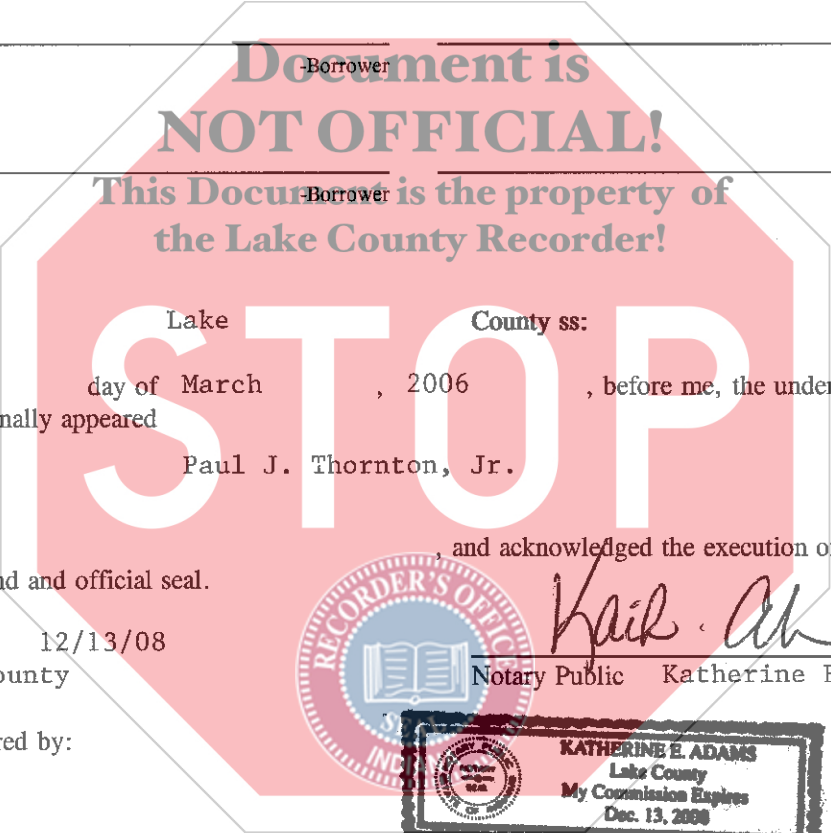 Document is
-Borrower
NOT OFFICIAL!
This Document is the property of
-Borrower
the Lake County Recorder!
STOP
Lake County ss:
day of March , 2006 , before me, the under
nally appeared
Paul J. Thornton, Jr.
, and acknowledged the execution o
nd and official seal.
RECORDER'S OFFICE
12/13/08
ounty
Notary Public Katherine E
red by:
KATHERINE E. ADAMS
Lake County
My Commission Expires
Dec. 13, 2008